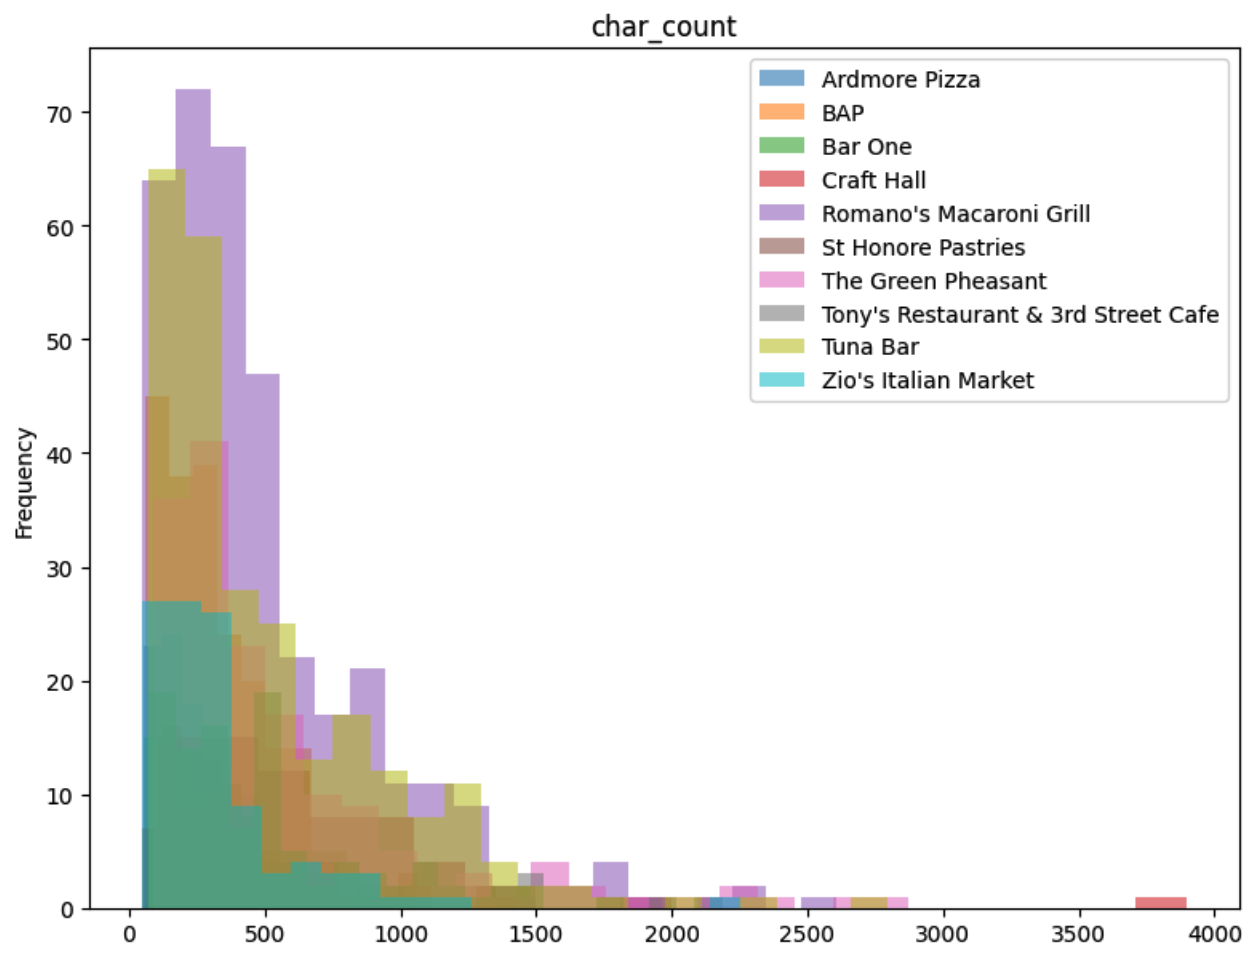 char_count
Ardmore Pizza
BAP
Bar One
Craft Hall
Romano's Macaroni Grill
St Honore Pastries
The Green Pheasant
Tony's Restaurant & 3rd Street Cafe
Tuna Bar
Zio's Italian Market
Frequency
70
60
50
40
30
20
10
0
0 500 1000 1500 2000 2500 3000 3500 4000